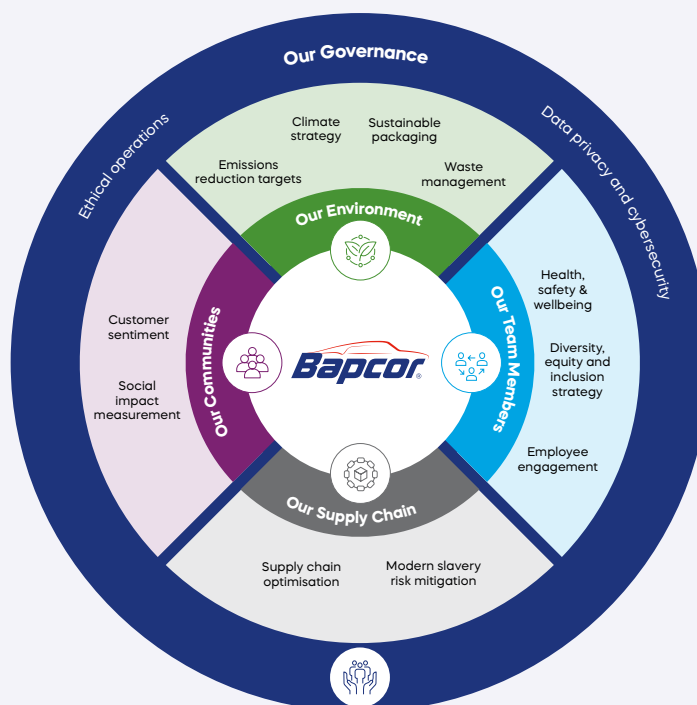 Our Governance
Ethical operations
Data privacy and cybersecurity
Climate
strategy
Sustainable
packaging
Emissions
reduction targets
Waste
management
Our Environment
Health,
safety &
wellbeing
Diversity,
equity and
inclusion
strategy
Employee
engagement
Our Team Members
Customer
sentiment
Social
impact
measurement
Our Communities
Bapcor®
Our Supply Chain
Supply chain
optimisation
Modern slavery
risk mitigation